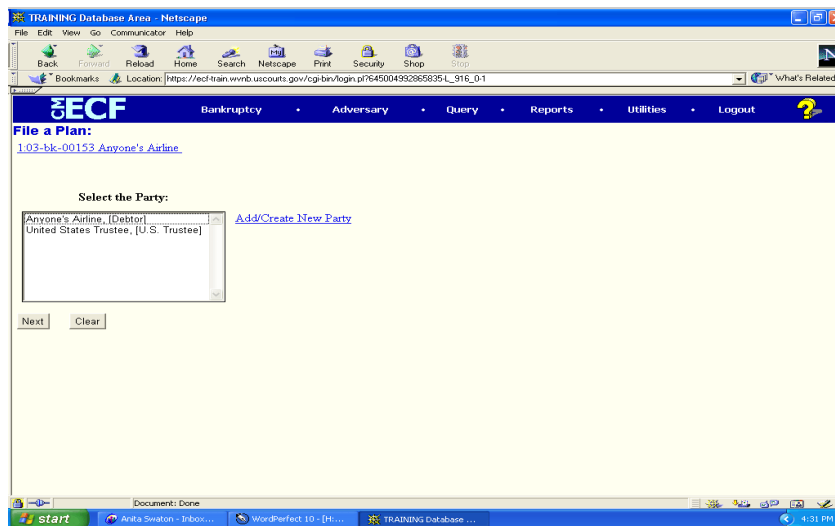 TRAINING Database Area - Netscape
File Edit View Go Communicator Help
Back Forward Reload Home Search Netscape Print Security Shop Stop
Bookmarks Location: https://ecf-train.wvnb.uscourts.gov/cgi-bin/login.pl?645004992865835-L_916_0-1 What's Related
CM ECF Bankruptcy • Adversary • Query • Reports • Utilities • Logout ?
File a Plan:
1:03-bk-00153 Anyone's Airline
Select the Party:
Anyone's Airline, [Debtor] Add/Create New Party
United States Trustee, [U.S. Trustee]
Next Clear
Document: Done
start Anita Swaton - Inbox... WordPerfect 10 - [H:... TRAINING Database ... 4:31 PM